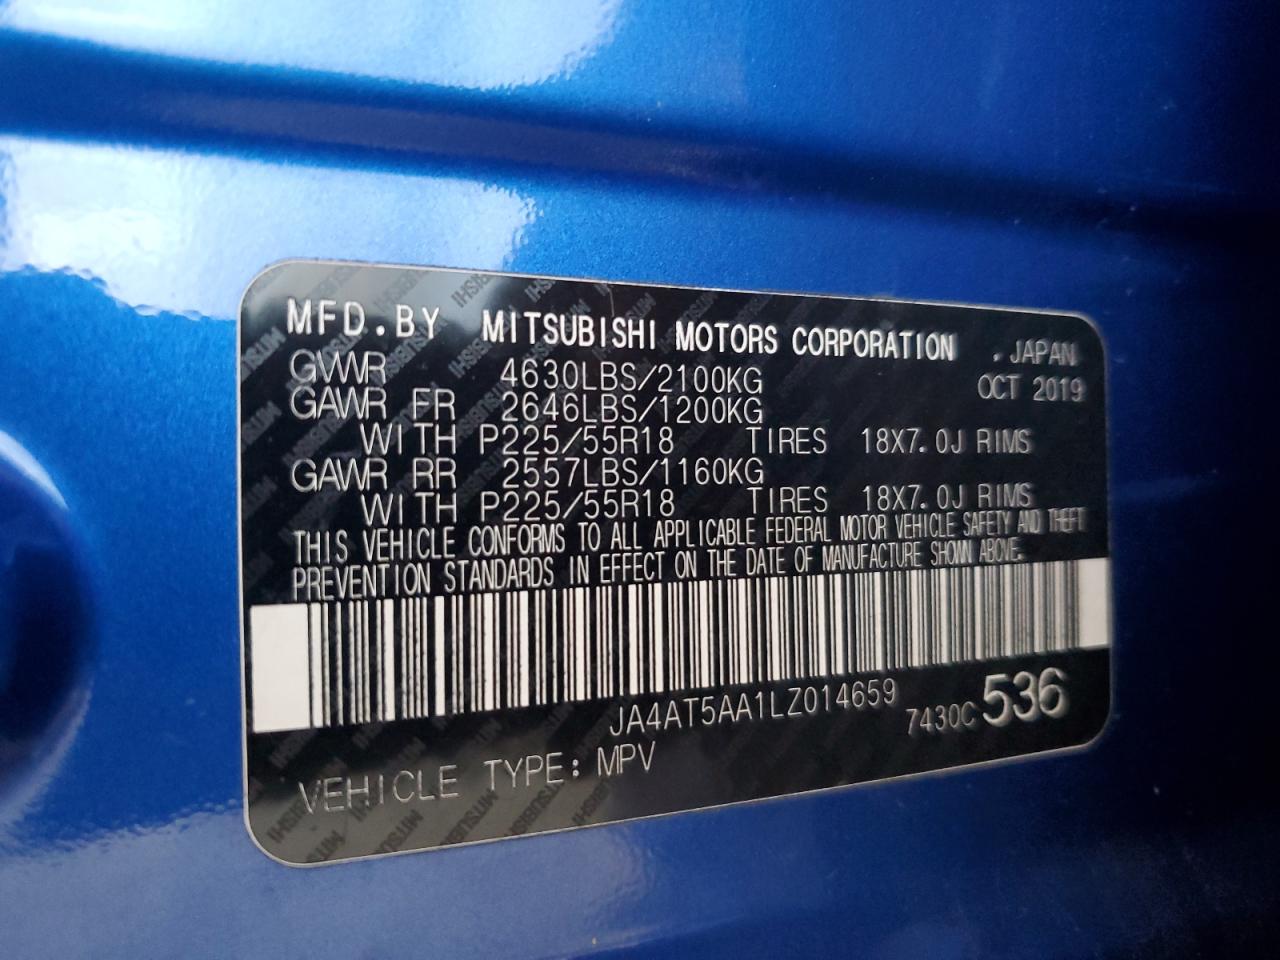 MFD.BY MITSUBISHI MOTORS CORPORATION .JAPAN
GVWR 4630LBS/2100KG OCT 2019
GAWR FR 2646LBS/1200KG
WITH P225/55R18 TIRES 18X7.0J RIMS
GAWR RR 2557LBS/1160KG
WITH P225/55R18 TIRES 18X7.0J RIMS
THIS VEHICLE CONFORMS TO ALL APPLICABLE FEDERAL MOTOR VEHICLE SAFETY AND THEFT
PREVENTION STANDARDS IN EFFECT ON THE DATE OF MANUFACTURE SHOWN ABOVE.
JA4AT5AA1LZ014659 7430C 536
VEHICLE TYPE: MPV